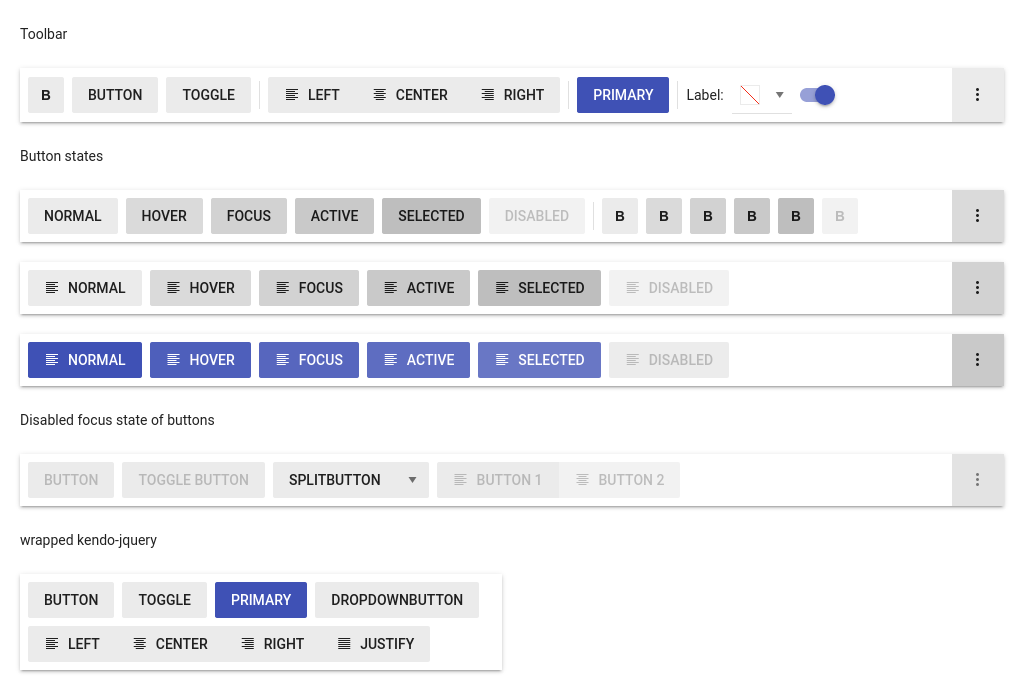 Toolbar
B BUTTON TOGGLE LEFT CENTER RIGHT PRIMARY Label:
Button states
NORMAL HOVER FOCUS ACTIVE SELECTED DISABLED B B B B B B
NORMAL HOVER FOCUS ACTIVE SELECTED DISABLED
NORMAL HOVER FOCUS ACTIVE SELECTED DISABLED
Disabled focus state of buttons
BUTTON TOGGLE BUTTON SPLITBUTTON BUTTON 1 BUTTON 2
wrapped kendo-jquery
BUTTON TOGGLE PRIMARY DROPDOWNBUTTON
LEFT CENTER RIGHT JUSTIFY